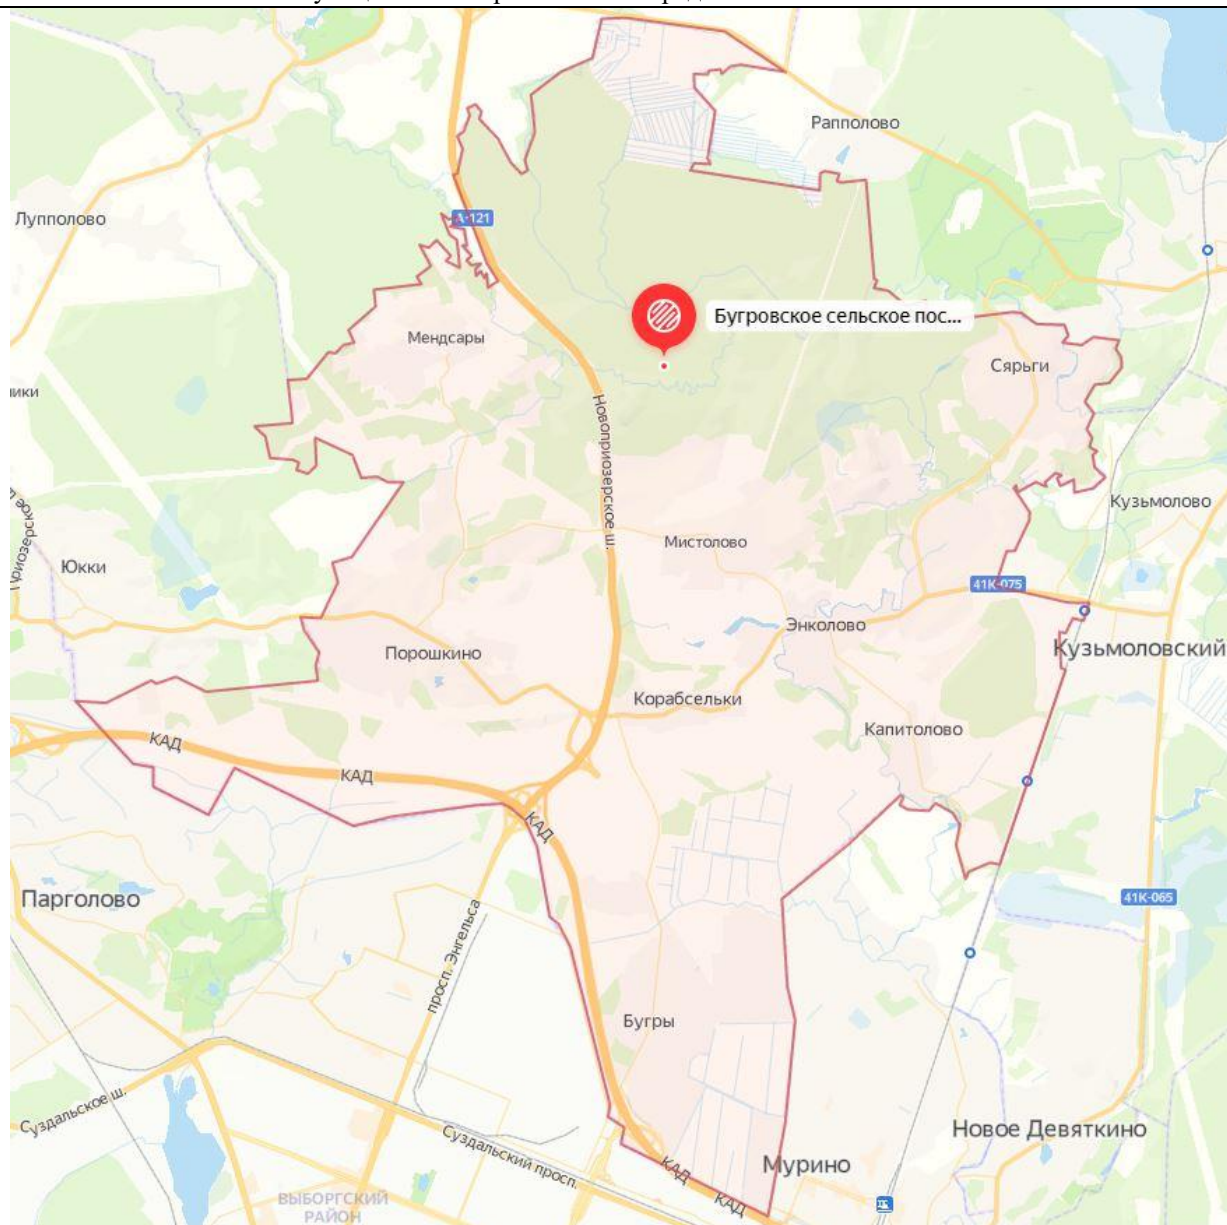 Рапполово
Лупполово
А-121
Бугровское сельское пос...
Мендсары
Сярьги
Новоприозерское ш.
Кузьмолово
Мистолово
Юкки
41К-075
Энколово
Порошкино
Кузьмоловский
Корабсельки
Капитолово
КАД
КАД
КАД
Парголово
41К-065
просп. Энгельса
Бугры
Суздальское ш.
Суздальский просп.
Новое Девяткино
Мурино
КАД
КАД
ВЫБОРГСКИЙ
РАЙОН